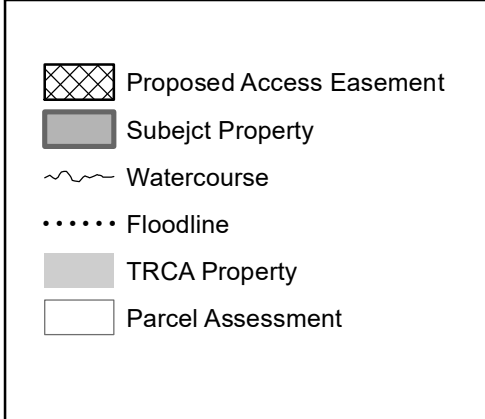 Proposed Access Easement
Subejct Property
Watercourse
Floodline
TRCA Property
Parcel Assessment